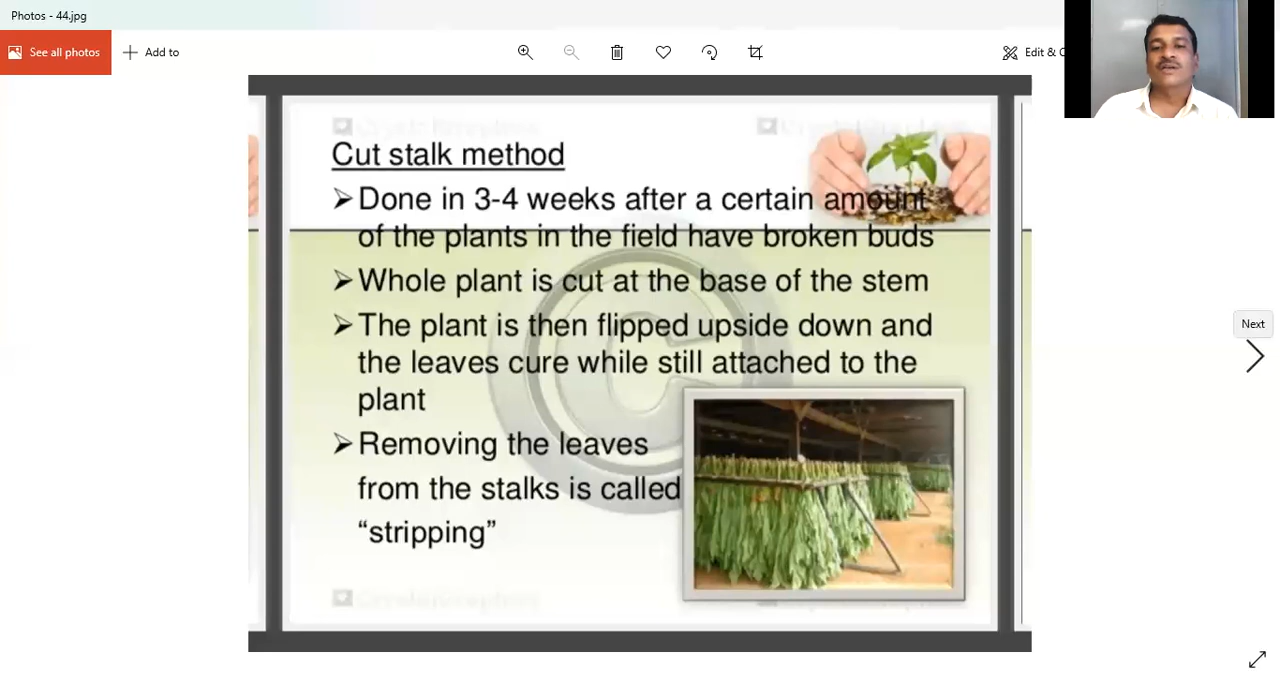 Photos - 44.jpg
See all photos
Add to
Edit &
Cut stalk method
➢Done in 3-4 weeks after a certain amount
of the plants in the field have broken buds
➢Whole plant is cut at the base of the stem
➢The plant is then flipped upside down and
the leaves cure while still attached to the
plant
➢Removing the leaves
from the stalks is called
“stripping”
Next